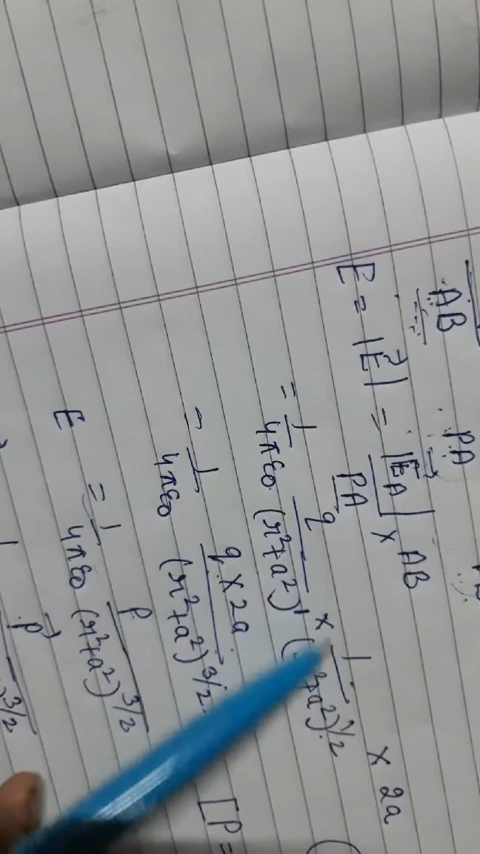 AB PA
E = |E⃗| = |E⃗A| / PA × AB
= 1/4πε0 q/(r²+a²)¹ × 1/(r²+a²)^1/2 × 2a
= 1/4πε0 q×2a/(r²+a²)^3/2 [P=
E = 1/4πε0 P/(r²+a²)^3/2